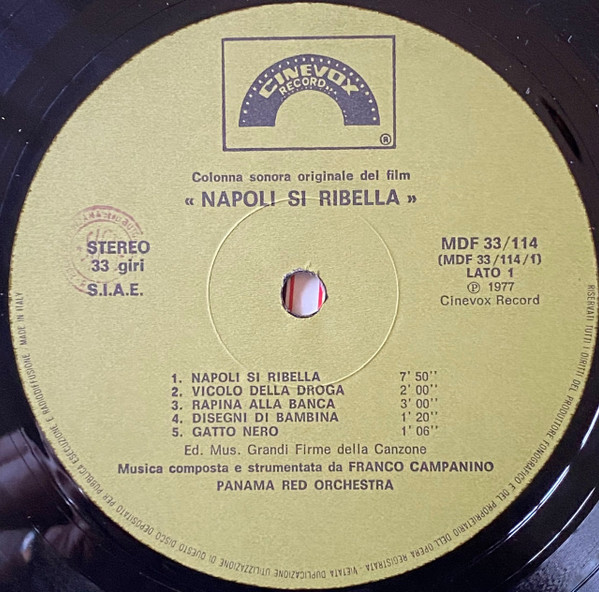 CINEVOX
RECORD
®
Colonna sonora originale del film
« NAPOLI SI RIBELLA »
STEREO
33 giri
S.I.A.E.
MDF 33/114
(MDF 33/114/1)
LATO 1
℗ 1977
Cinevox Record
1. NAPOLI SI RIBELLA 7' 50''
2. VICOLO DELLA DROGA 2' 00''
3. RAPINA ALLA BANCA 3' 00''
4. DISEGNI DI BAMBINA 1' 20''
5. GATTO NERO 1' 06''
Ed. Mus. Grandi Firme della Canzone
Musica composta e strumentata da FRANCO CAMPANINO
PANAMA RED ORCHESTRA
RISERVATI TUTTI I DIRITTI DEL PRODUTTORE FONOGRAFICO E DEL PROPRIETARIO DELL'OPERA REGISTRATA - VIETATA DUPLICAZIONE ED UTILIZZAZIONE DI QUESTO DISCO DEPOSITATO PER PUBBLICA ESECUZIONE E RADIODIFFUSIONE. MADE IN ITALY